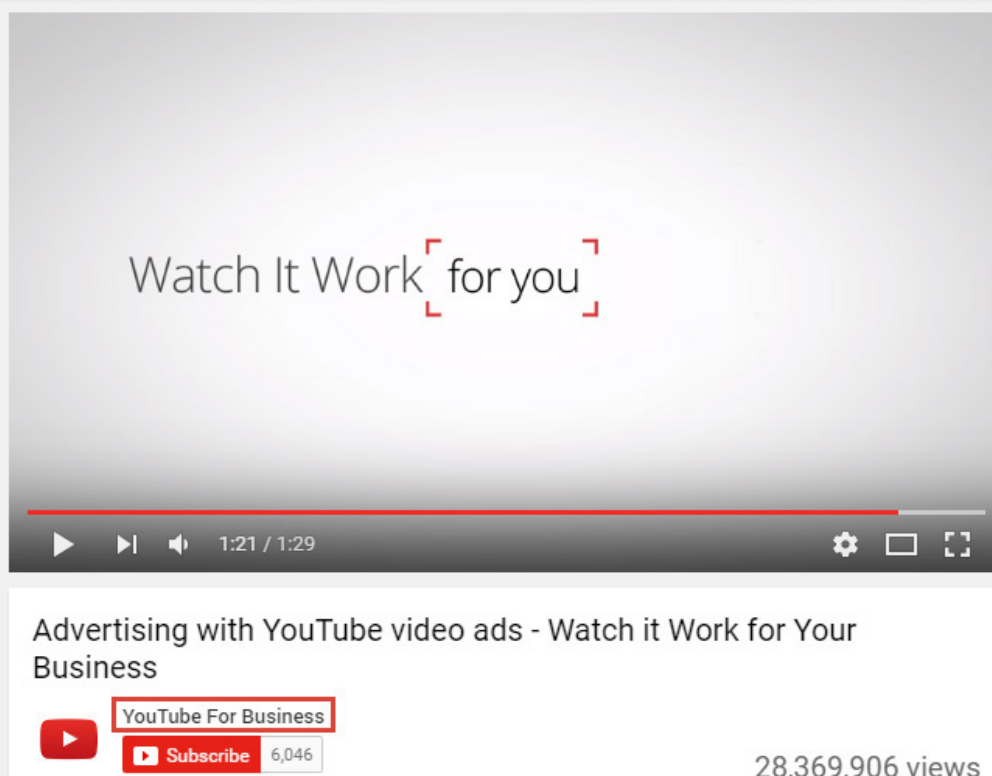 Watch It Work for you
1:21 / 1:29
Advertising with YouTube video ads - Watch it Work for Your
Business
YouTube For Business
Subscribe 6,046
28,369,906 views